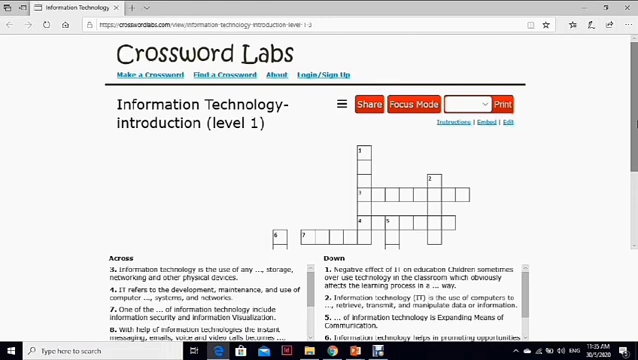 Information Technology
https://crosswordlabs.com/view/information-technology-introduction-level-1-3
Crossword Labs
Make a Crossword Find a Crossword About Login/Sign Up
Information Technology-
introduction (level 1)
Share Focus Mode Print
Instructions | Embed | Edit
1
2
3
4 5
6 7
Across
3. Information technology is the use of any ..., storage,
networking and other physical devices.
4. IT refers to the development, maintenance, and use of
computer ..., systems, and networks.
7. One of the ... of information technology include
information security and information Visualization.
8. With help of information technologies the instant
messaging, emails, voice and video calls becomes ...
Down
1. Negative effect of IT on education Children sometimes
over use technology in the classroom which obviously
affects the learning process in a ... way.
2. Information technology (IT) is the use of computers to
..., retrieve, transmit, and manipulate data or information.
5. ... of information technology is Expanding Means of
Communication.
6. Information technology helps in promoting opportunities
Type here to search
11:35 AM
30/5/2020